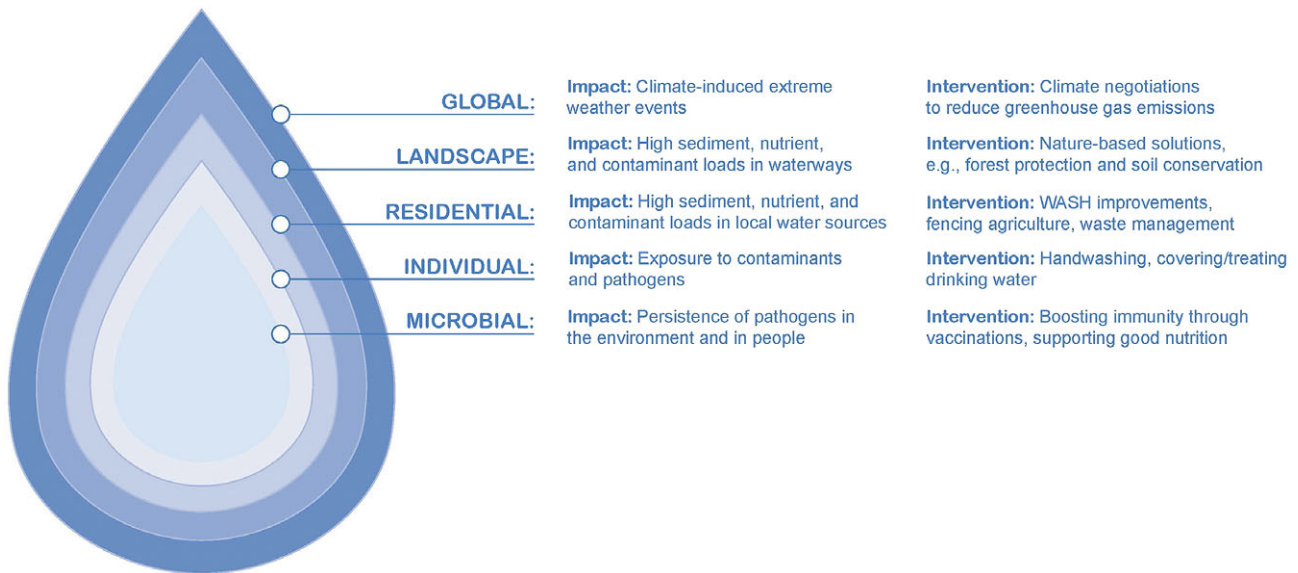 GLOBAL:
Impact: Climate-induced extreme
weather events
Intervention: Climate negotiations
to reduce greenhouse gas emissions
LANDSCAPE:
Impact: High sediment, nutrient,
and contaminant loads in waterways
Intervention: Nature-based solutions,
e.g., forest protection and soil conservation
RESIDENTIAL:
Impact: High sediment, nutrient, and
contaminant loads in local water sources
Intervention: WASH improvements,
fencing agriculture, waste management
INDIVIDUAL:
Impact: Exposure to contaminants
and pathogens
Intervention: Handwashing, covering/treating
drinking water
MICROBIAL:
Impact: Persistence of pathogens in
the environment and in people
Intervention: Boosting immunity through
vaccinations, supporting good nutrition